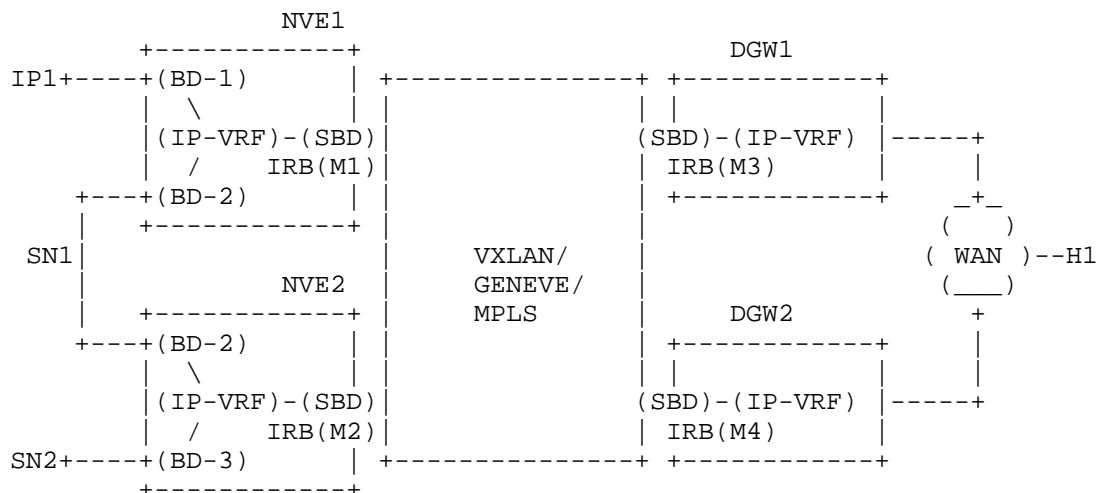 NVE1
DGW1
IP1 (BD-1)
(IP-VRF)-(SBD) (SBD)-(IP-VRF)
IRB(M1) IRB(M3)
(BD-2)
SN1 VXLAN/ ( WAN )--H1
NVE2 GENEVE/
MPLS DGW2
(BD-2)
(IP-VRF)-(SBD) (SBD)-(IP-VRF)
IRB(M2) IRB(M4)
SN2 (BD-3)